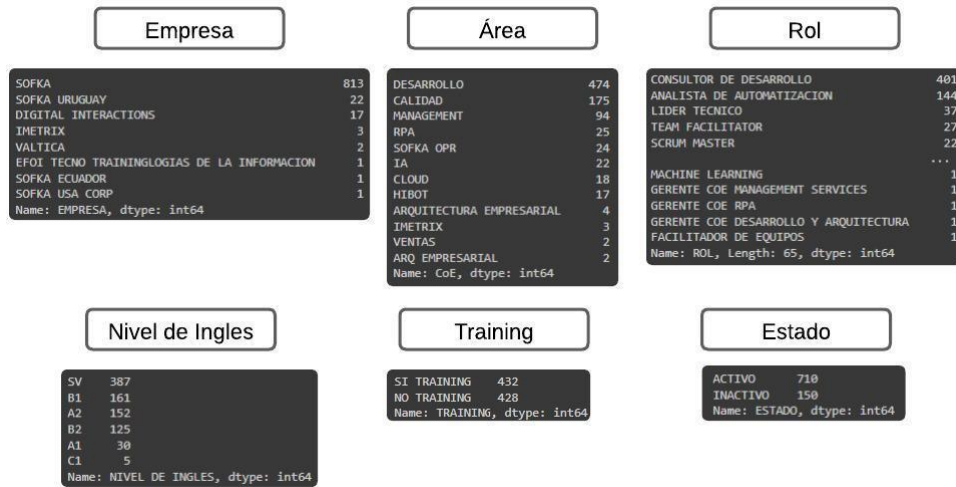 Empresa
SOFKA 813
SOFKA URUGUAY 22
DIGITAL INTERACTIONS 17
IMETRIX 3
VALTICA 2
EFOI TECNO TRAININGLOGIAS DE LA INFORMACION 1
SOFKA ECUADOR 1
SOFKA USA CORP 1
Name: EMPRESA, dtype: int64
Área
DESARROLLO 474
CALIDAD 175
MANAGEMENT 94
RPA 25
SOFKA OPR 24
IA 22
CLOUD 18
HIBOT 17
ARQUITECTURA EMPRESARIAL 4
IMETRIX 3
VENTAS 2
ARQ EMPRESARIAL 2
Name: CoE, dtype: int64
Rol
CONSULTOR DE DESARROLLO 401
ANALISTA DE AUTOMATIZACION 144
LIDER TECNICO 37
TEAM FACILITATOR 27
SCRUM MASTER 22
...
MACHINE LEARNING 1
GERENTE COE MANAGEMENT SERVICES 1
GERENTE COE RPA 1
GERENTE COE DESARROLLO Y ARQUITECTURA 1
FACILITADOR DE EQUIPOS 1
Name: ROL, Length: 65, dtype: int64
Nivel de Ingles
SV 387
B1 161
A2 152
B2 125
A1 30
C1 5
Name: NIVEL DE INGLES, dtype: int64
Training
SI TRAINING 432
NO TRAINING 428
Name: TRAINING, dtype: int64
Estado
ACTIVO 710
INACTIVO 150
Name: ESTADO, dtype: int64